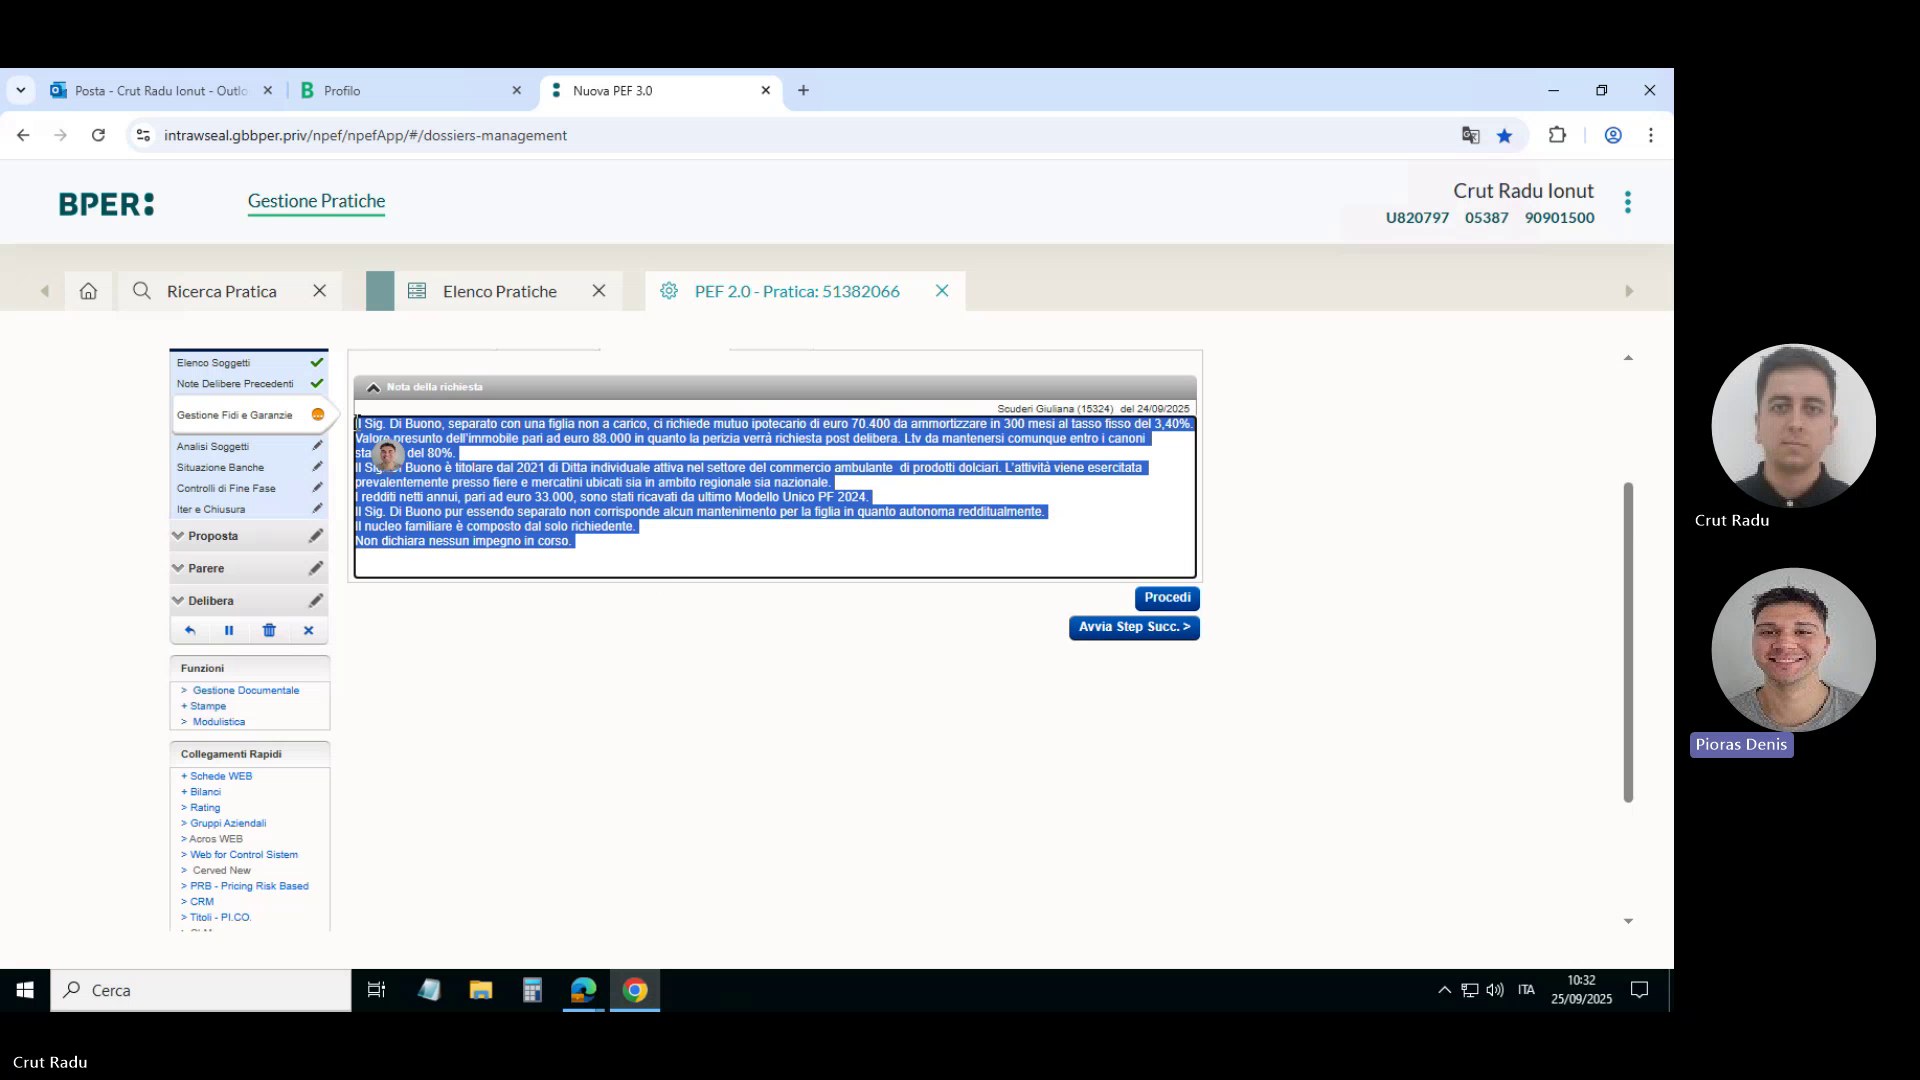 Posta - Crut Radu Ionut - Outlo
Profilo
Nuova PEF 3.0
intrawseal.gbbper.priv/npef/npefApp/#/dossiers-management
BPER:
Gestione Pratiche
Crut Radu Ionut
U820797 05387 90901500
Ricerca Pratica
Elenco Pratiche
PEF 2.0 - Pratica: 51382066
Elenco Soggetti
Note Delibere Precedenti
Gestione Fidi e Garanzie
Analisi Soggetti
Situazione Banche
Controlli di Fine Fase
Iter e Chiusura
Proposta
Parere
Delibera
Funzioni
> Gestione Documentale
+ Stampe
> Modulistica
Collegamenti Rapidi
+ Schede WEB
+ Bilanci
> Rating
> Gruppi Aziendali
> Acros WEB
> Web for Control Sistem
> Cerved New
> PRB - Pricing Risk Based
> CRM
> Titoli - PI.CO.
Nota della richiesta
Scuderi Giuliana (15324) del 24/09/2025
Il Sig. Di Buono, separato con una figlia non a carico, ci richiede mutuo ipotecario di euro 70.400 da ammortizzare in 300 mesi al tasso fisso del 3,40%.
Valore presunto dell'immobile pari ad euro 88.000 in quanto la perizia verrà richiesta post delibera. Ltv da mantenersi comunque entro i canoni
sta del 80%.
Il Sig. Buono è titolare dal 2021 di Ditta individuale attiva nel settore del commercio ambulante di prodotti dolciari. L'attività viene esercitata
prevalentemente presso fiere e mercatini ubicati sia in ambito regionale sia nazionale.
I redditi netti annui, pari ad euro 33.000, sono stati ricavati da ultimo Modello Unico PF 2024.
Il Sig. Di Buono pur essendo separato non corrisponde alcun mantenimento per la figlia in quanto autonoma redditualmente.
Il nucleo familiare è composto dal solo richiedente.
Non dichiara nessun impegno in corso.
Procedi
Avvia Step Succ. >
Crut Radu
Pioras Denis
Cerca
ITA
10:32
25/09/2025
Crut Radu